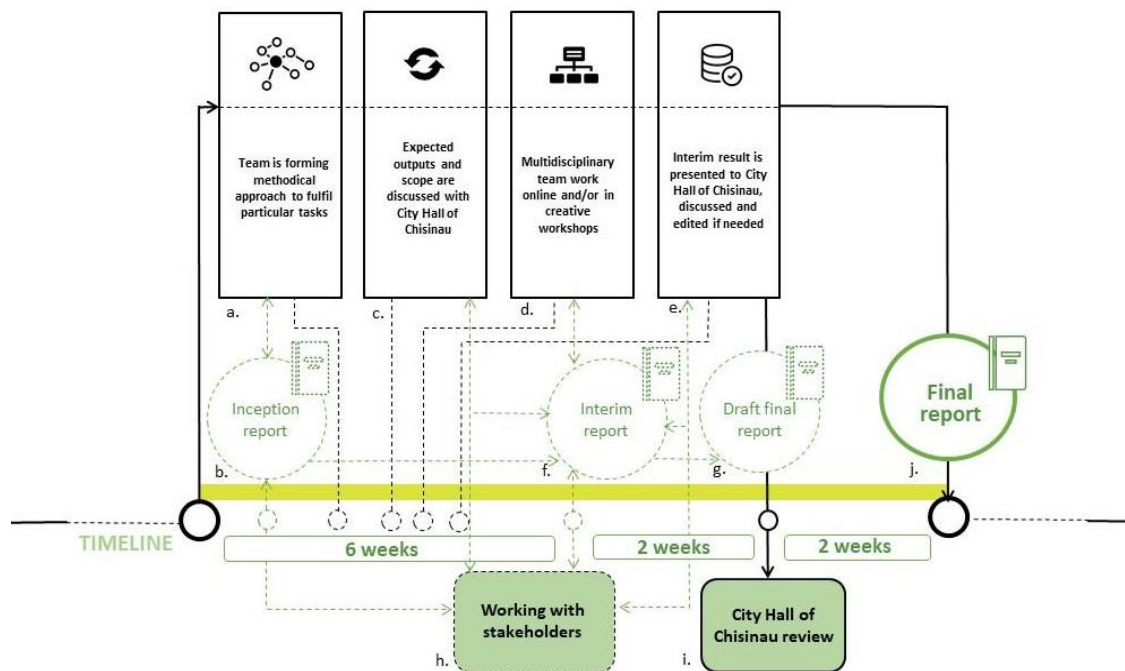 Team is forming
methodical
approach to fulfil
particular tasks
Expected
outputs and
scope are
discussed with
City Hall of
Chisinau
Multidisciplinary
team work
online and/or in
creative
workshops
Interim result is
presented to City
Hall of Chisinau,
discussed and
edited if needed
a.
c.
d.
e.
Inception
report
b.
Interim
report
f.
Draft final
report
g.
Final
report
j.
TIMELINE
6 weeks
2 weeks
2 weeks
Working with
stakeholders
h.
City Hall of
Chisinau review
i.